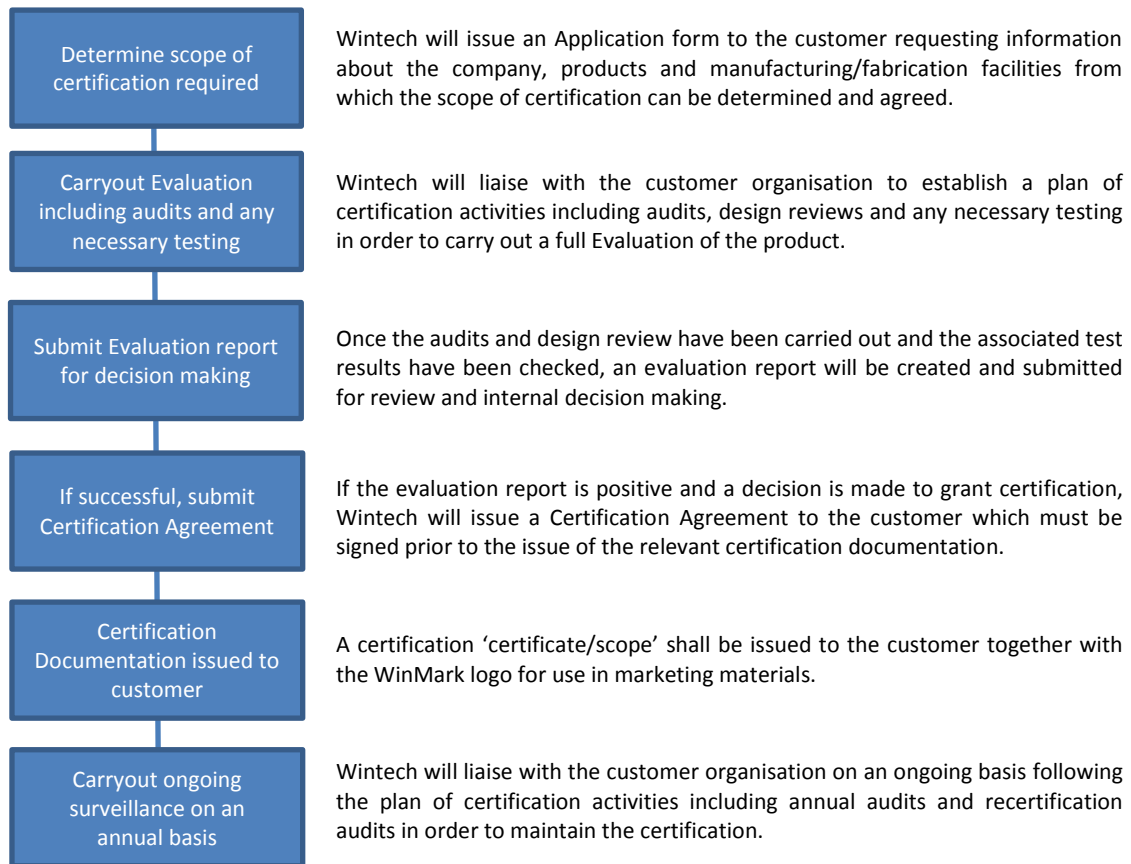 Determine scope of
certification required
Wintech will issue an Application form to the customer requesting information
about the company, products and manufacturing/fabrication facilities from
which the scope of certification can be determined and agreed.
Carryout Evaluation
including audits and any
necessary testing
Wintech will liaise with the customer organisation to establish a plan of
certification activities including audits, design reviews and any necessary testing
in order to carry out a full Evaluation of the product.
Submit Evaluation report
for decision making
Once the audits and design review have been carried out and the associated test
results have been checked, an evaluation report will be created and submitted
for review and internal decision making.
If successful, submit
Certification Agreement
If the evaluation report is positive and a decision is made to grant certification,
Wintech will issue a Certification Agreement to the customer which must be
signed prior to the issue of the relevant certification documentation.
Certification
Documentation issued to
customer
A certification ‘certificate/scope’ shall be issued to the customer together with
the WinMark logo for use in marketing materials.
Carryout ongoing
surveillance on an
annual basis
Wintech will liaise with the customer organisation on an ongoing basis following
the plan of certification activities including annual audits and recertification
audits in order to maintain the certification.